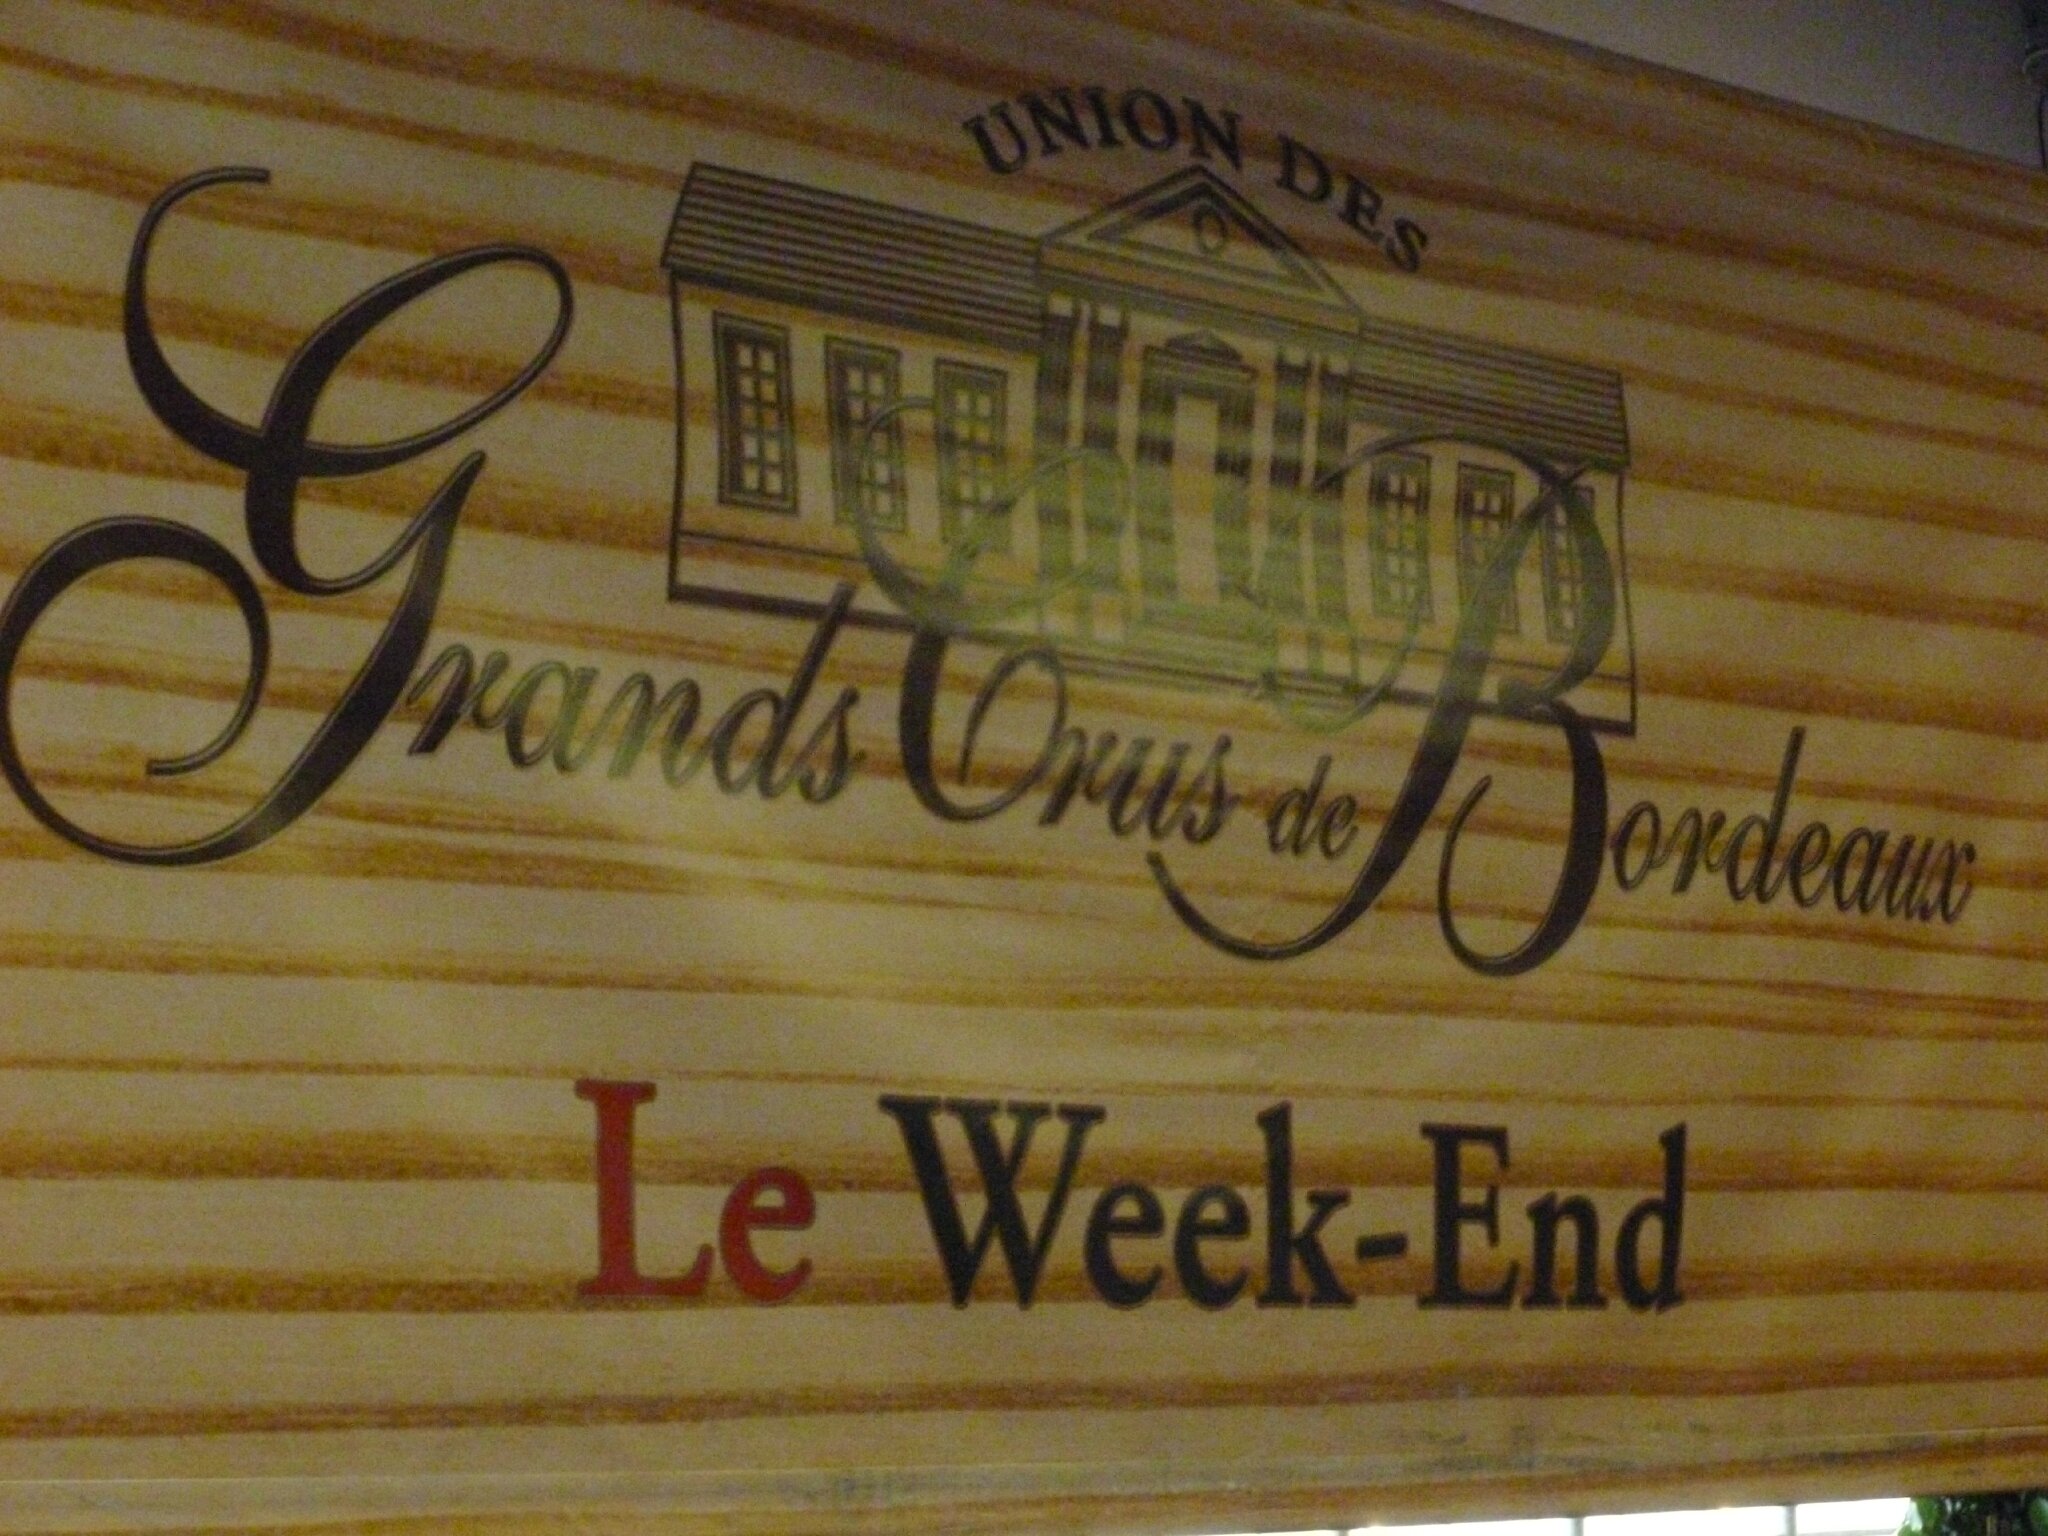 UNION DES
Grands Crus de Bordeaux
Le Week-End